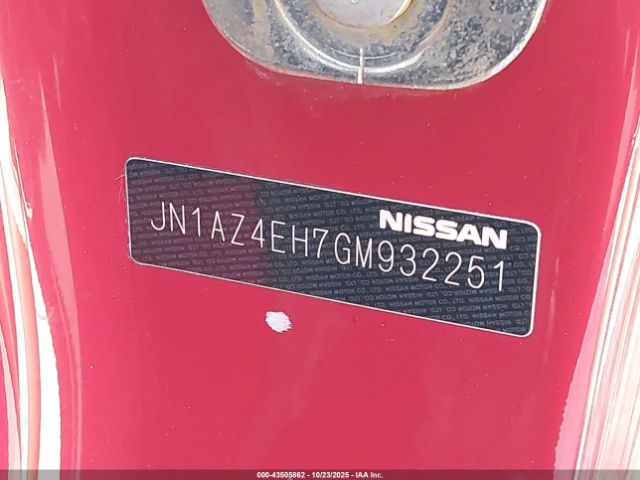 NISSAN
JN1AZ4EH7GM932251
000-43505862 - 10/23/2025 - IAA Inc.